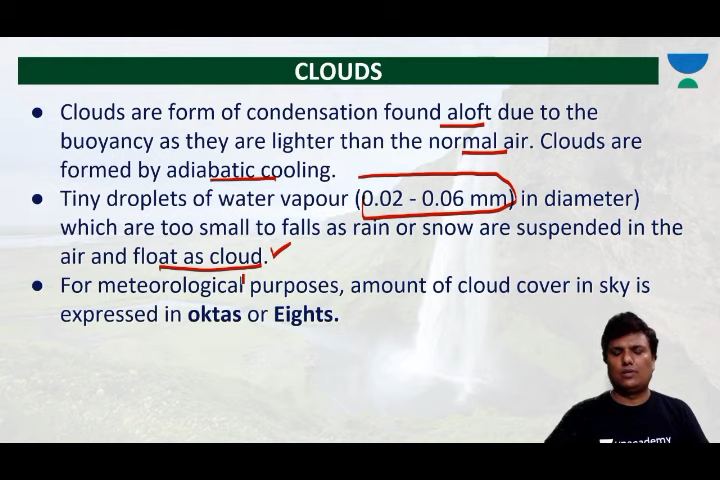 CLOUDS
● Clouds are form of condensation found aloft due to the
buoyancy as they are lighter than the normal air. Clouds are
formed by adiabatic cooling.
● Tiny droplets of water vapour (0.02 - 0.06 mm) in diameter)
which are too small to falls as rain or snow are suspended in the
air and float as cloud.
● For meteorological purposes, amount of cloud cover in sky is
expressed in oktas or Eights.
unacademy